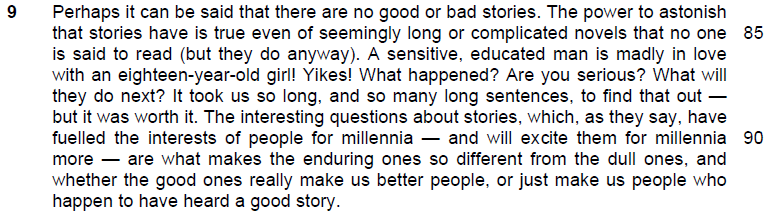 9 Perhaps it can be said that there are no good or bad stories. The power to astonish
that stories have is true even of seemingly long or complicated novels that no one 85
is said to read (but they do anyway). A sensitive, educated man is madly in love
with an eighteen-year-old girl! Yikes! What happened? Are you serious? What will
they do next? It took us so long, and so many long sentences, to find that out —
but it was worth it. The interesting questions about stories, which, as they say, have
fuelled the interests of people for millennia — and will excite them for millennia 90
more — are what makes the enduring ones so different from the dull ones, and
whether the good ones really make us better people, or just make us people who
happen to have heard a good story.